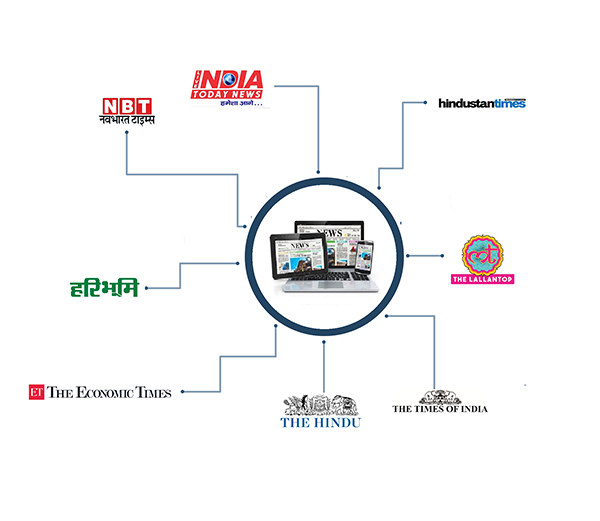 INDIA
TODAY NEWS
हमेशा आगे...
NBT
नवभारत टाइम्स
hindustantimes
NEWS
NEWS
हरिभूमि
THE LALLANTOP
ET THE ECONOMIC TIMES
THE HINDU
THE TIMES OF INDIA